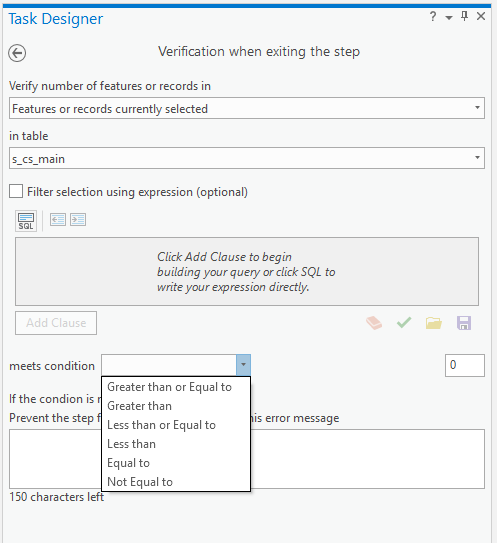 Task Designer
?
Verification when exiting the step
Verify number of features or records in
Features or records currently selected
in table
s_cs_main
Filter selection using expression (optional)
SQL
Click Add Clause to begin
building your query or click SQL to
write your expression directly.
Add Clause
meets condition
0
Greater than or Equal to
Greater than
Less than or Equal to
Less than
Equal to
Not Equal to
If the condion is
Prevent the step error message
150 characters left